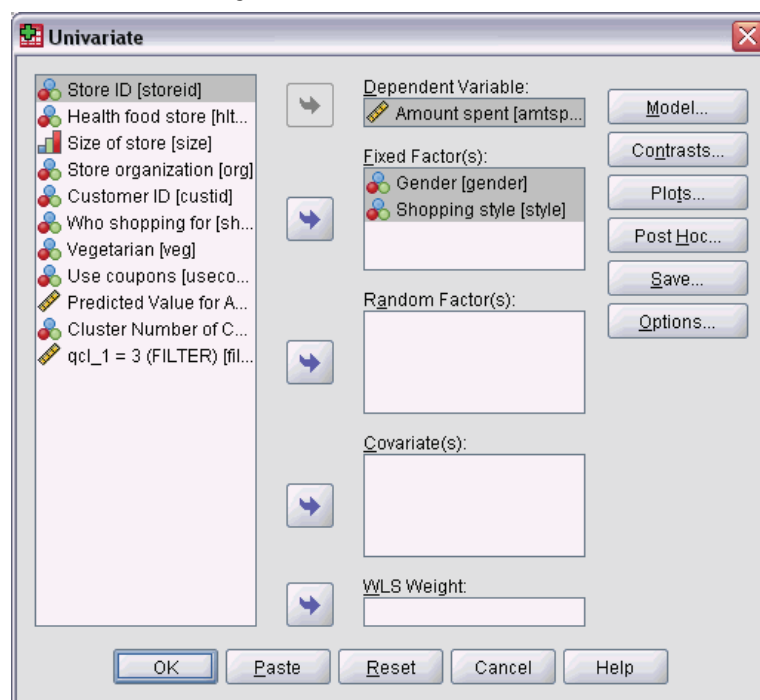 Univariate
Store ID [storeid]
Health food store [hlt...
Size of store [size]
Store organization [org]
Customer ID [custid]
Who shopping for [sh...
Vegetarian [veg]
Use coupons [useco...
Predicted Value for A...
Cluster Number of C...
qcl_1 = 3 (FILTER) [fil...
Dependent Variable:
Amount spent [amtsp...
Fixed Factor(s):
Gender [gender]
Shopping style [style]
Random Factor(s):
Covariate(s):
WLS Weight:
Model...
Contrasts...
Plots...
Post Hoc...
Save...
Options...
OK Paste Reset Cancel Help